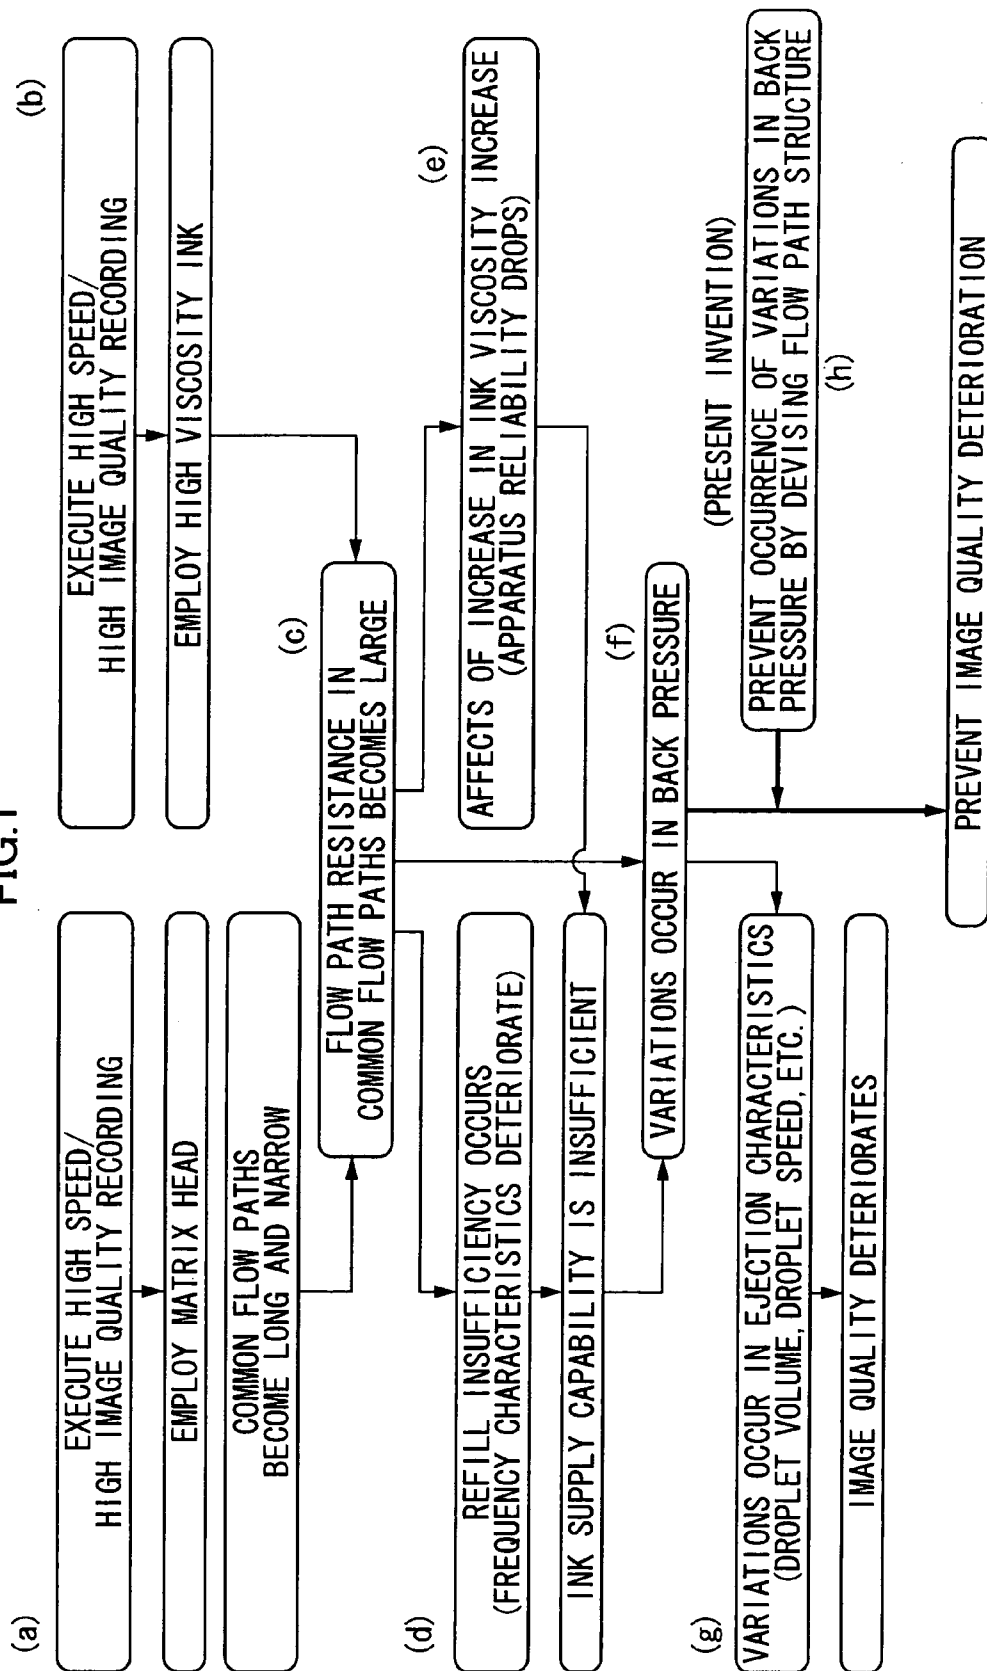 FIG.1
(a)
EXECUTE HIGH SPEED/
HIGH IMAGE QUALITY RECORDING
EMPLOY MATRIX HEAD
COMMON FLOW PATHS
BECOME LONG AND NARROW
(b)
EXECUTE HIGH SPEED/
HIGH IMAGE QUALITY RECORDING
EMPLOY HIGH VISCOSITY INK
(c)
FLOW PATH RESISTANCE IN
COMMON FLOW PATHS BECOMES LARGE
(d)
REFILL INSUFFICIENCY OCCURS
(FREQUENCY CHARACTERISTICS DETERIORATE)
INK SUPPLY CAPABILITY IS INSUFFICIENT
(e)
AFFECTS OF INCREASE IN INK VISCOSITY INCREASE
(APPARATUS RELIABILITY DROPS)
(f)
VARIATIONS OCCUR IN BACK PRESSURE
(g)
VARIATIONS OCCUR IN EJECTION CHARACTERISTICS
(DROPLET VOLUME, DROPLET SPEED, ETC.)
IMAGE QUALITY DETERIORATES
(PRESENT INVENTION)
PREVENT OCCURRENCE OF VARIATIONS IN BACK
PRESSURE BY DEVISING FLOW PATH STRUCTURE
(h)
PREVENT IMAGE QUALITY DETERIORATION